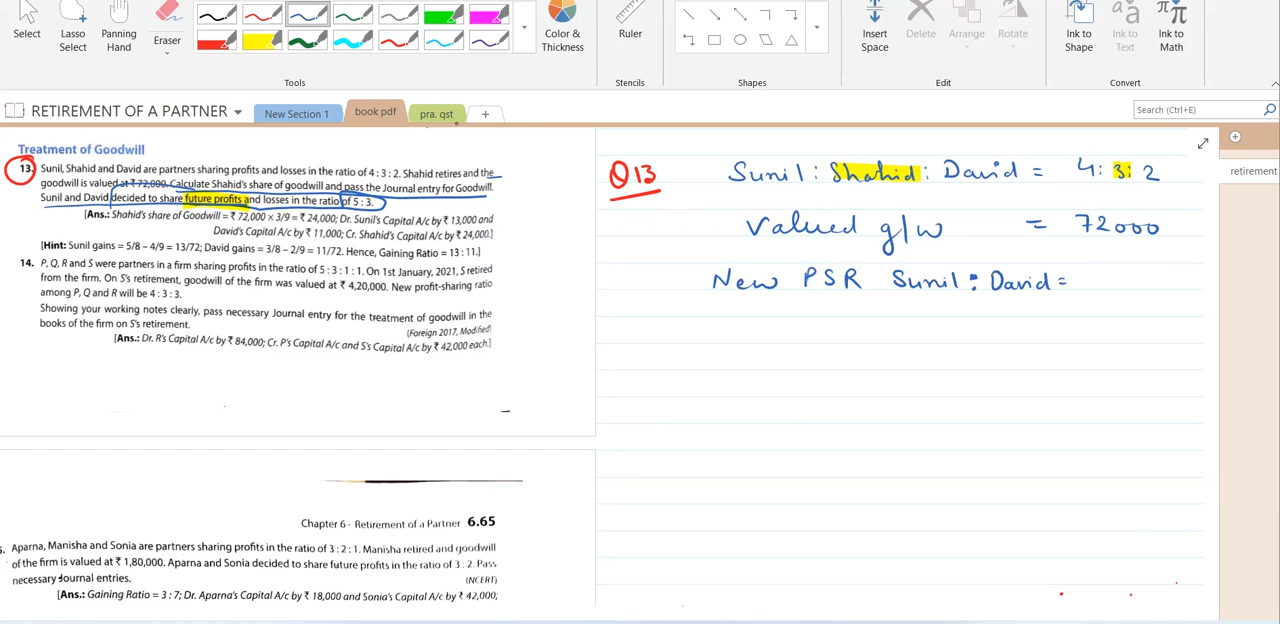 Select
Lasso Select
Panning Hand
Eraser
Color & Thickness
Ruler
Insert Space
Delete
Arrange
Rotate
Ink to Shape
Ink to Text
Ink to Math
Tools
Stencils
Shapes
Edit
Convert
RETIREMENT OF A PARTNER
New Section 1
book pdf
pra. qst
Search (Ctrl+E)
retirement
Treatment of Goodwill
13. Sunil, Shahid and David are partners sharing profits and losses in the ratio of 4 : 3 : 2. Shahid retires and the
goodwill is valued at ₹ 72,000. Calculate Shahid's share of goodwill and pass the Journal entry for Goodwill.
Sunil and David decided to share future profits and losses in the ratio of 5 : 3.
[Ans.: Shahid's share of Goodwill = ₹ 72,000 × 3/9 = ₹ 24,000; Dr. Sunil's Capital A/c by ₹ 13,000 and
David's Capital A/c by ₹ 11,000; Cr. Shahid's Capital A/c by ₹ 24,000.]
[Hint: Sunil gains = 5/8 – 4/9 = 13/72; David gains = 3/8 – 2/9 = 11/72. Hence, Gaining Ratio = 13 : 11.]
14. P, Q, R and S were partners in a firm sharing profits in the ratio of 5 : 3 : 1 : 1. On 1st January, 2021, S retired
from the firm. On S's retirement, goodwill of the firm was valued at ₹ 4,20,000. New profit-sharing ratio
among P, Q and R will be 4 : 3 : 3.
Showing your working notes clearly, pass necessary Journal entry for the treatment of goodwill in the
books of the firm on S's retirement.
(Foreign 2017, Modified)
[Ans.: Dr. R's Capital A/c by ₹ 84,000; Cr. P's Capital A/c and S's Capital A/c by ₹ 42,000 each.]
Chapter 6 · Retirement of a Partner 6.65
Aparna, Manisha and Sonia are partners sharing profits in the ratio of 3 : 2 : 1. Manisha retired and goodwill
of the firm is valued at ₹ 1,80,000. Aparna and Sonia decided to share future profits in the ratio of 3 : 2. Pass
necessary Journal entries.
(NCERT)
[Ans.: Gaining Ratio = 3 : 7; Dr. Aparna's Capital A/c by ₹ 18,000 and Sonia's Capital A/c by ₹ 42,000;
Q13 Sunil : Shahid : David = 4 : 3 : 2
Valued g/w = 72000
New PSR Sunil : David =